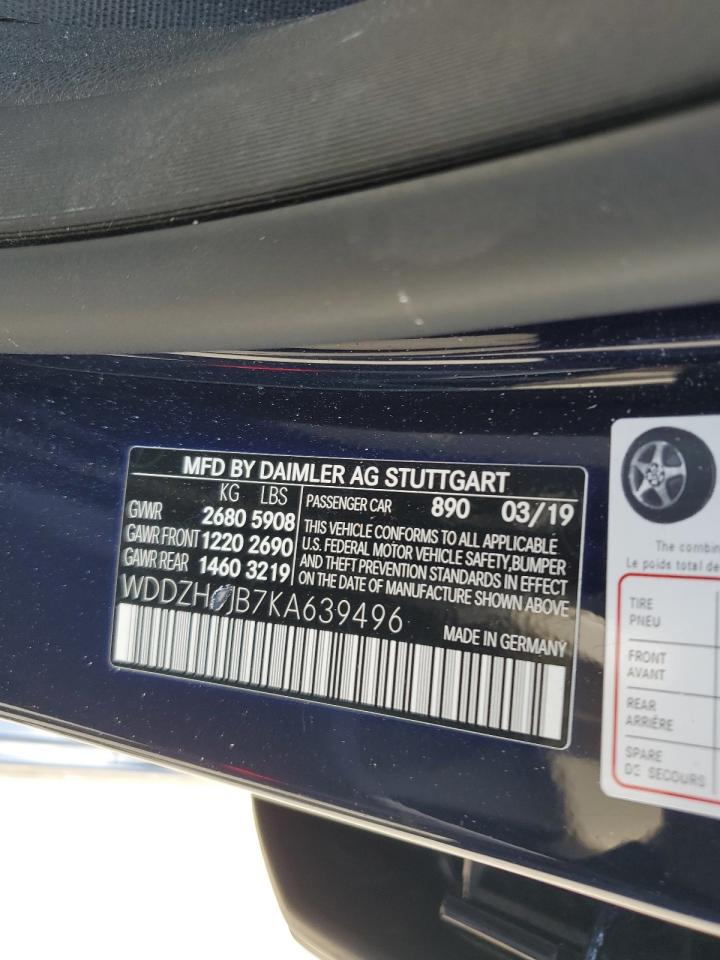 MFD BY DAIMLER AG STUTTGART
KG LBS
GVWR 2680 5908
GAWR FRONT 1220 2690
GAWR REAR 1460 3219
PASSENGER CAR 890 03/19
THIS VEHICLE CONFORMS TO ALL APPLICABLE
U.S. FEDERAL MOTOR VEHICLE SAFETY,BUMPER
AND THEFT PREVENTION STANDARDS IN EFFECT
ON THE DATE OF MANUFACTURE SHOWN ABOVE
MADE IN GERMANY
The combin
Le poids total de
TIRE
PNEU
FRONT
AVANT
REAR
ARRIÈRE
SPARE
DE SECOURS